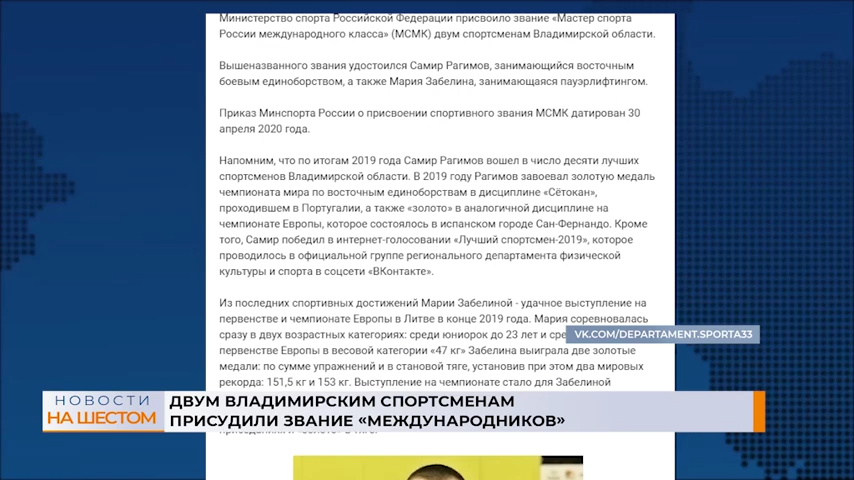 Министерство спорта Российской Федерации присвоило звание «Мастер спорта
России международного класса» (МСМК) двум спортсменам Владимирской области.
Вышеназванного звания удостоился Самир Рагимов, занимающийся восточным
боевым единоборством, а также Мария Забелина, занимающаяся пауэрлифтингом.
Приказ Минспорта России о присвоении спортивного звания МСМК датирован 30
апреля 2020 года.
Напомним, что по итогам 2019 года Самир Рагимов вошел в число десяти лучших
спортсменов Владимирской области. В 2019 году Рагимов завоевал золотую медаль
чемпионата мира по восточным единоборствам в дисциплине «Сётокан»,
проходившем в Португалии, а также «золото» в аналогичной дисциплине на
чемпионате Европы, которое состоялось в испанском городе Сан-Фернандо. Кроме
того, Самир победил в интернет-голосовании «Лучший спортсмен-2019», которое
проводилось в официальной группе регионального департамента физической
культуры и спорта в соцсети «ВКонтакте».
Из последних спортивных достижений Марии Забелиной - удачное выступление на
первенстве и чемпионате Европы в Литве в конце 2019 года. Мария соревновалась
сразу в двух возрастных категориях: среди юниорок до 23 лет и
VK.COM/DEPARTAMENT.SPORTA33
первенстве Европы в весовой категории «47 кг» Забелина выиграла две золотые
медали: по сумме упражнений и в становой тяге, установив при этом два мировых
рекорда: 151,5 кг и 153 кг. Выступление на чемпионате стало для Забелиной
НОВОСТИ
НА ШЕСТОМ
ДВУМ ВЛАДИМИРСКИМ СПОРТСМЕНАМ
ПРИСУДИЛИ ЗВАНИЕ «МЕЖДУНАРОДНИКОВ»